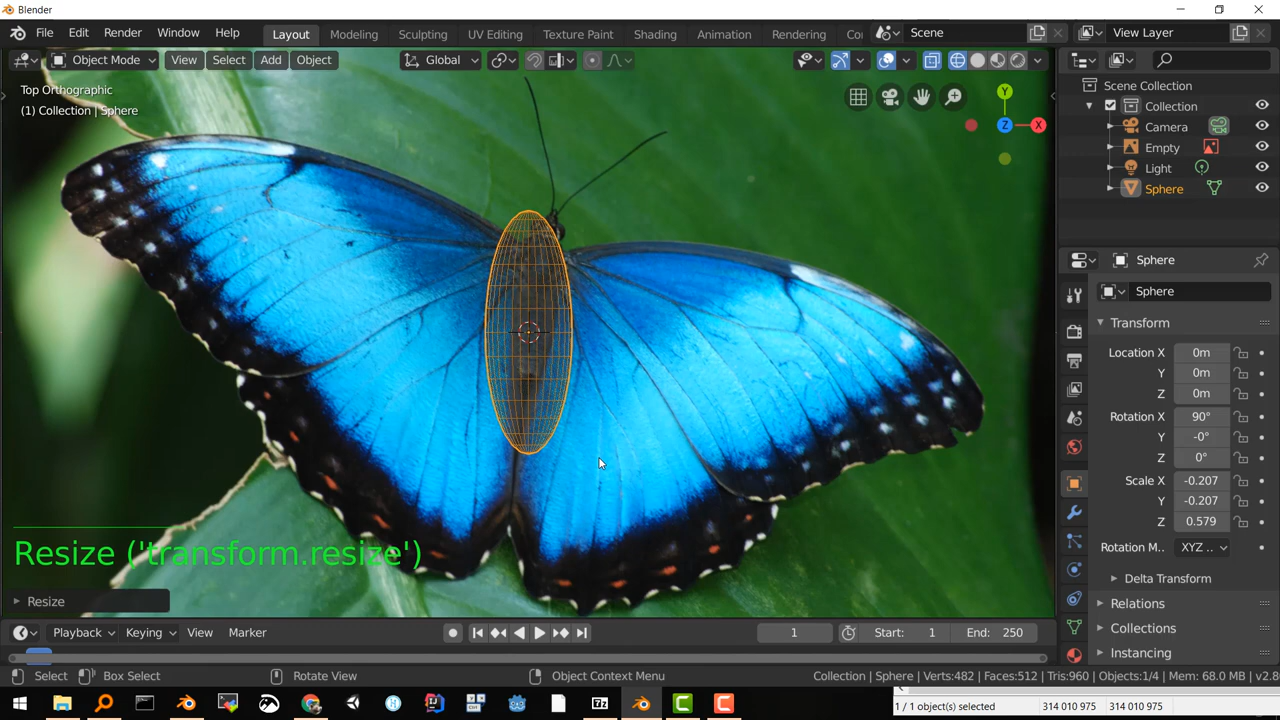 Blender
File Edit Render Window Help
Layout Modeling Sculpting UV Editing Texture Paint Shading Animation Rendering Co
Scene
View Layer
Object Mode View Select Add Object
Global
Top Orthographic
(1) Collection | Sphere
Y
Z
X
Scene Collection
Collection
Camera
Empty
Light
Sphere
Sphere
Sphere
Transform
Location X 0m
Y 0m
Z 0m
Rotation X 90°
Y -0°
Z 0°
Scale X -0.207
Y -0.207
Z 0.579
Rotation M.. XYZ ..
Delta Transform
Relations
Collections
Instancing
Resize ('transform.resize')
Resize
Playback Keying View Marker
1
Start: 1
End: 250
Select
Box Select
Rotate View
Object Context Menu
Collection | Sphere | Verts:482 | Faces:512 | Tris:960 | Objects:1/4 | Mem: 68.0 MB | v2.8
1 / 1 object(s) selected
314 010 975
314 010 975